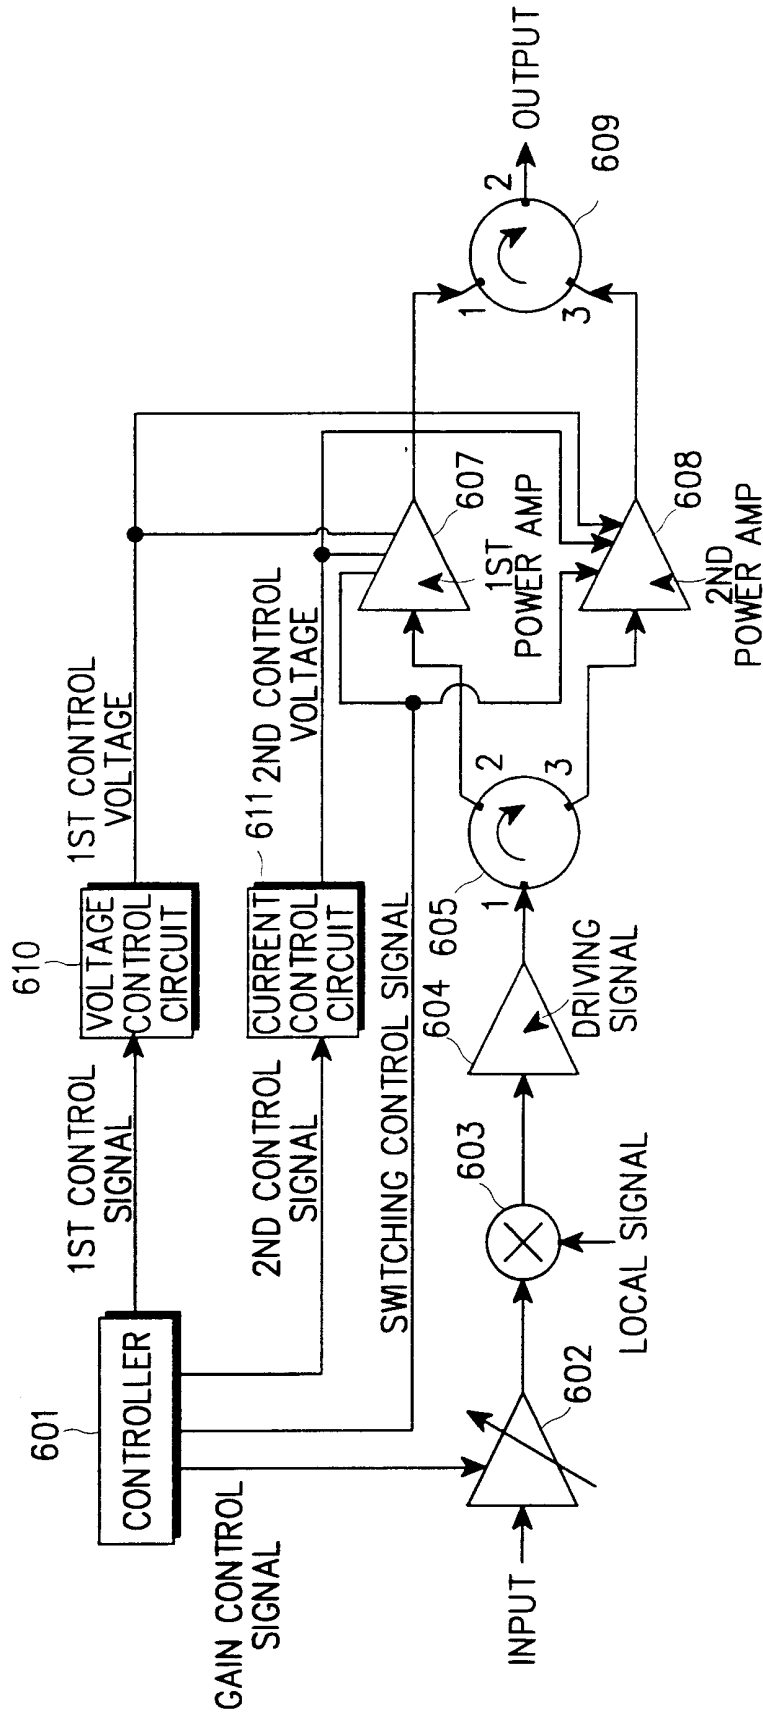 601
CONTROLLER
1ST CONTROL
SIGNAL
610
VOLTAGE
CONTROL
CIRCUIT
1ST CONTROL
VOLTAGE
2ND CONTROL
SIGNAL
611
CURRENT
CONTROL
CIRCUIT
2ND CONTROL
VOLTAGE
SWITCHING CONTROL SIGNAL
GAIN CONTROL
SIGNAL
INPUT
602
603
LOCAL SIGNAL
604
DRIVING
SIGNAL
605
1
2
3
607
1ST
POWER AMP
608
2ND
POWER AMP
1
2
3
609
OUTPUT